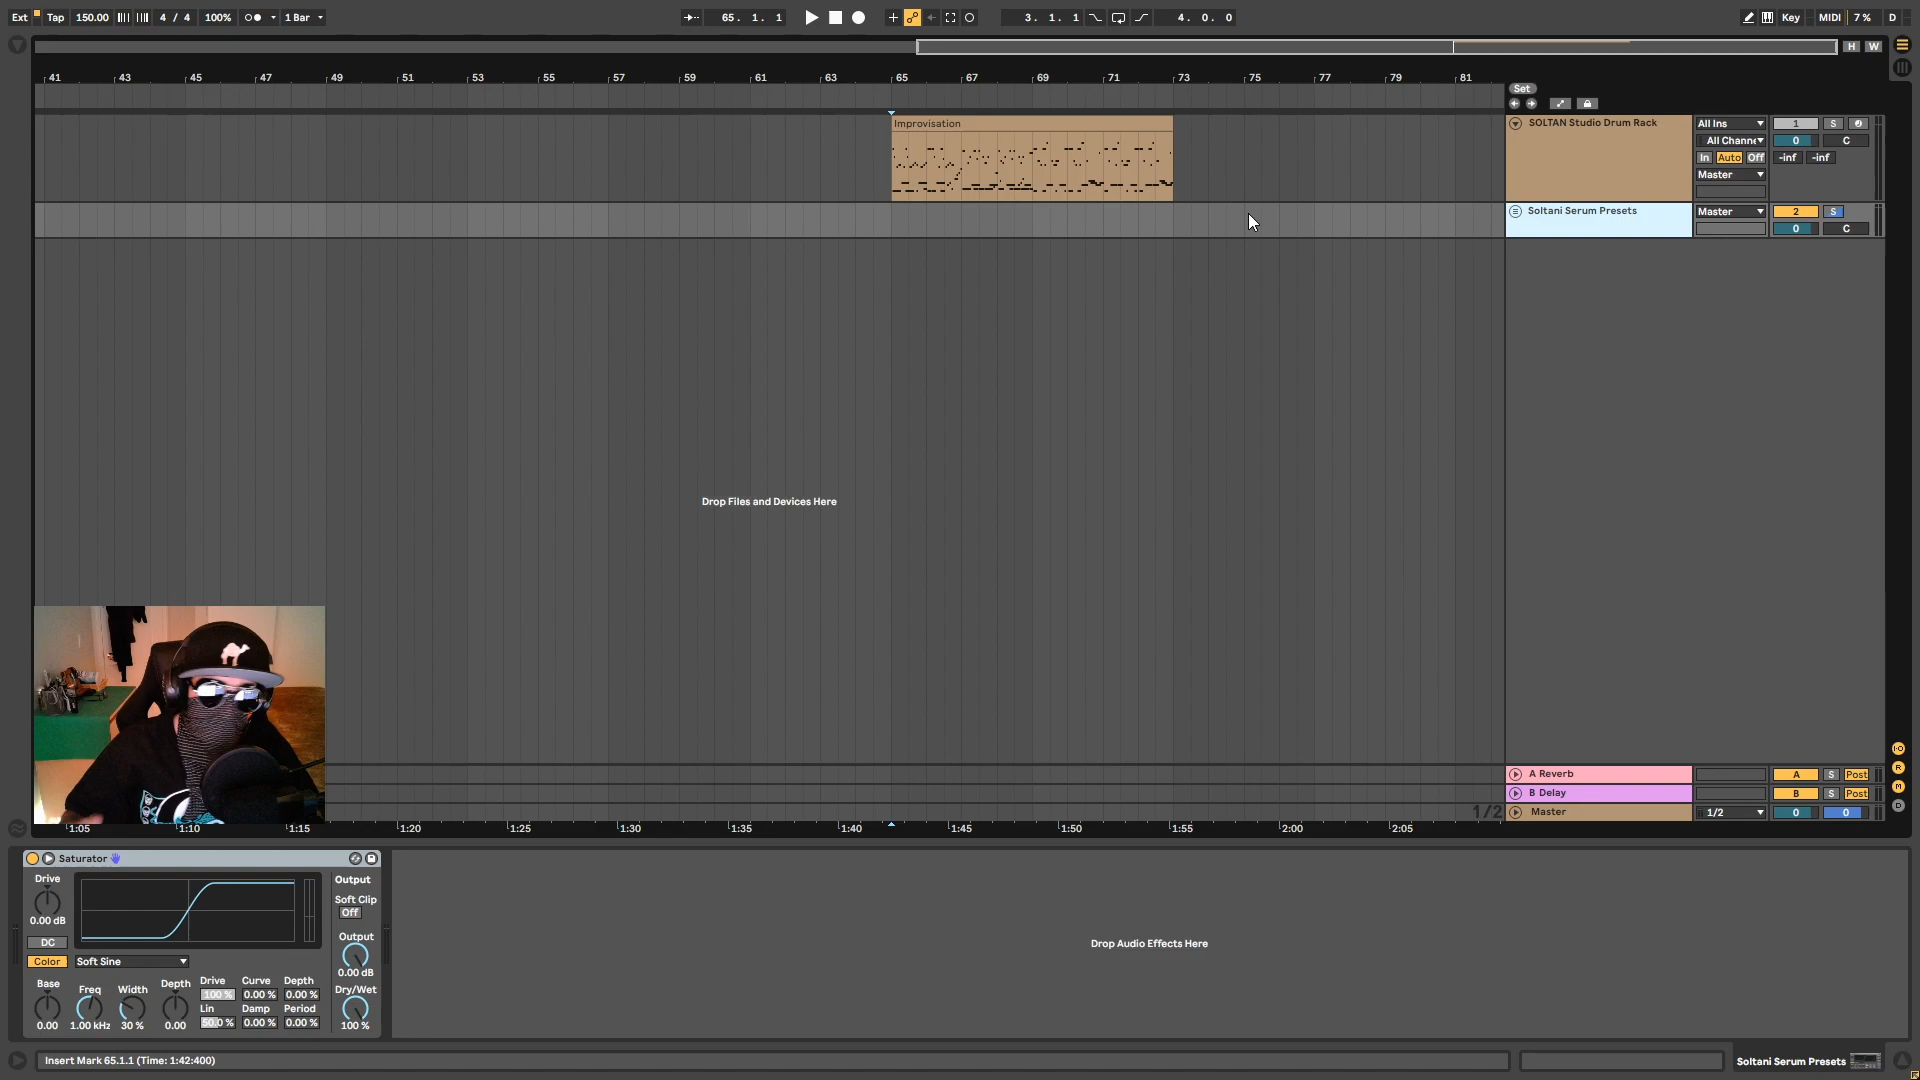 Ext Tap 150.00 4 / 4 100% 1 Bar 65. 1. 1 3. 1. 1 4. 0. 0 Key MIDI 7 % D
H W
41 43 45 47 49 51 53 55 57 59 61 63 65 67 69 71 73 75 77 79 81
Set
Improvisation
SOLTAN Studio Drum Rack All Ins 1 S
All Channe 0 C
In Auto Off -inf -inf
Master
Soltani Serum Presets Master 2 S
0 C
Drop Files and Devices Here
A Reverb A S Post
B Delay B S Post
1/2 Master 1/2 0 0
1:05 1:10 1:15 1:20 1:25 1:30 1:35 1:40 1:45 1:50 1:55 2:00 2:05
I·O
R
M
D
Saturator
Drive
0.00 dB
DC
Color Soft Sine
Base Freq Width Depth
0.00 1.00 kHz 30 % 0.00
Drive Curve Depth
100 % 0.00 % 0.00 %
Lin Damp Period
50.0 % 0.00 % 0.00 %
Output
Soft Clip
Off
Output
0.00 dB
Dry/Wet
100 %
Drop Audio Effects Here
Insert Mark 65.1.1 (Time: 1:42:400)
Soltani Serum Presets